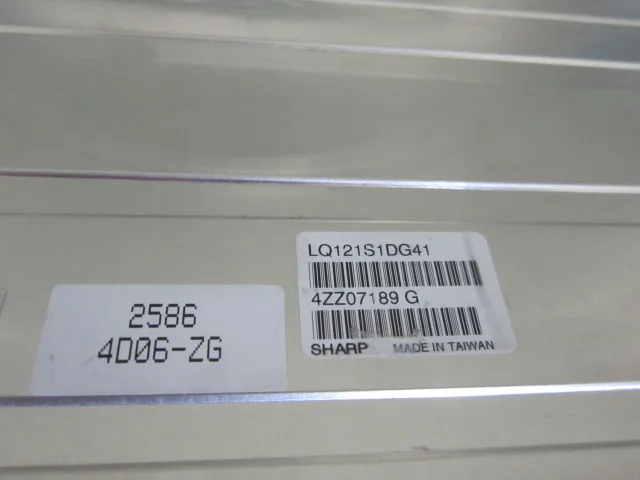 LQ121S1DG41
4ZZ07189 G
SHARP MADE IN TAIWAN
2586
4D06-ZG